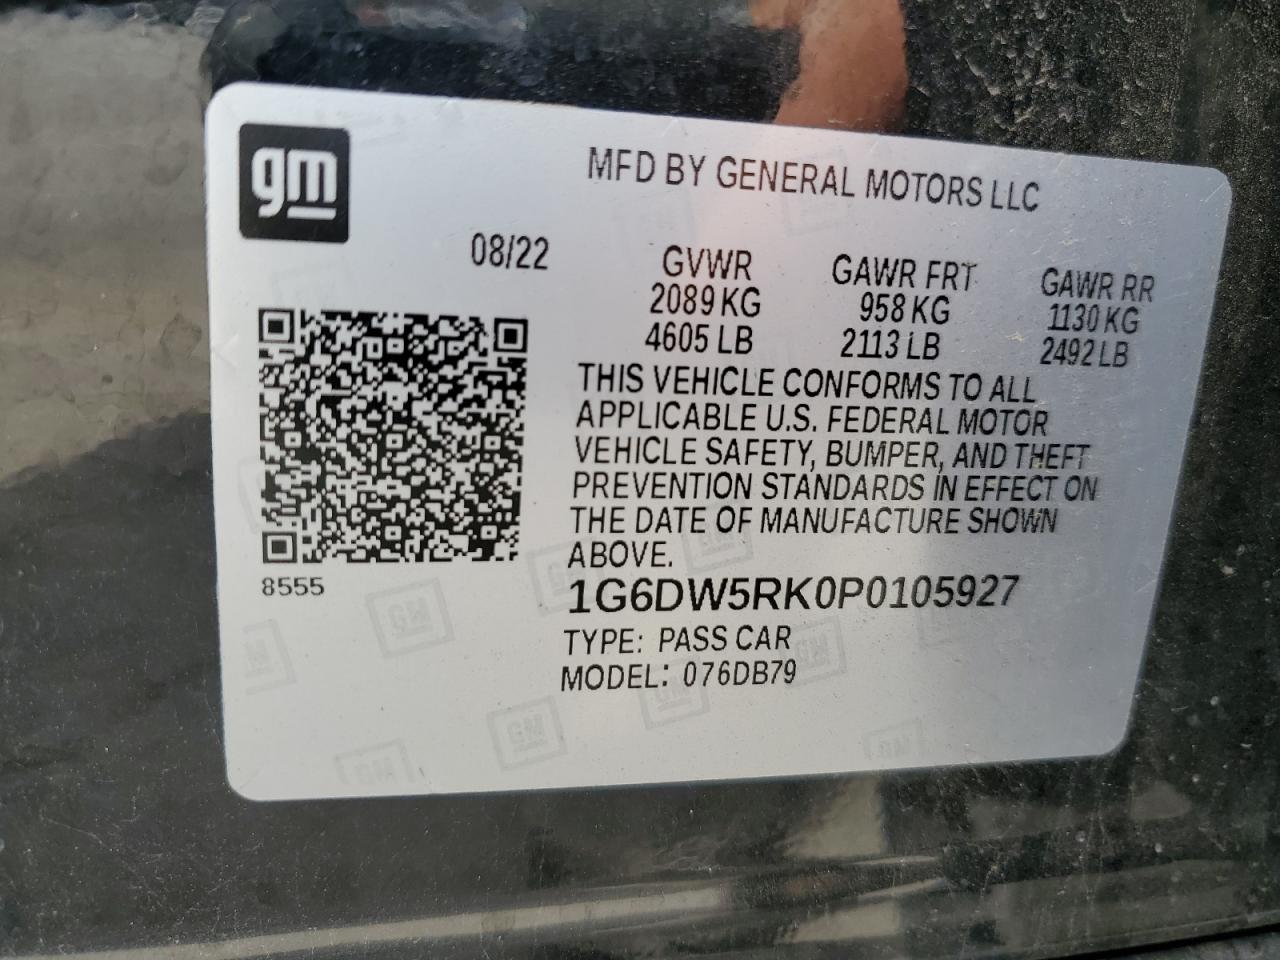 gm
MFD BY GENERAL MOTORS LLC
08/22
GVWR GAWR FRT GAWR RR
2089 KG 958 KG 1130 KG
4605 LB 2113 LB 2492 LB
THIS VEHICLE CONFORMS TO ALL
APPLICABLE U.S. FEDERAL MOTOR
VEHICLE SAFETY, BUMPER, AND THEFT
PREVENTION STANDARDS IN EFFECT ON
THE DATE OF MANUFACTURE SHOWN
ABOVE.
8555
1G6DW5RK0P0105927
TYPE: PASS CAR
MODEL: 076DB79